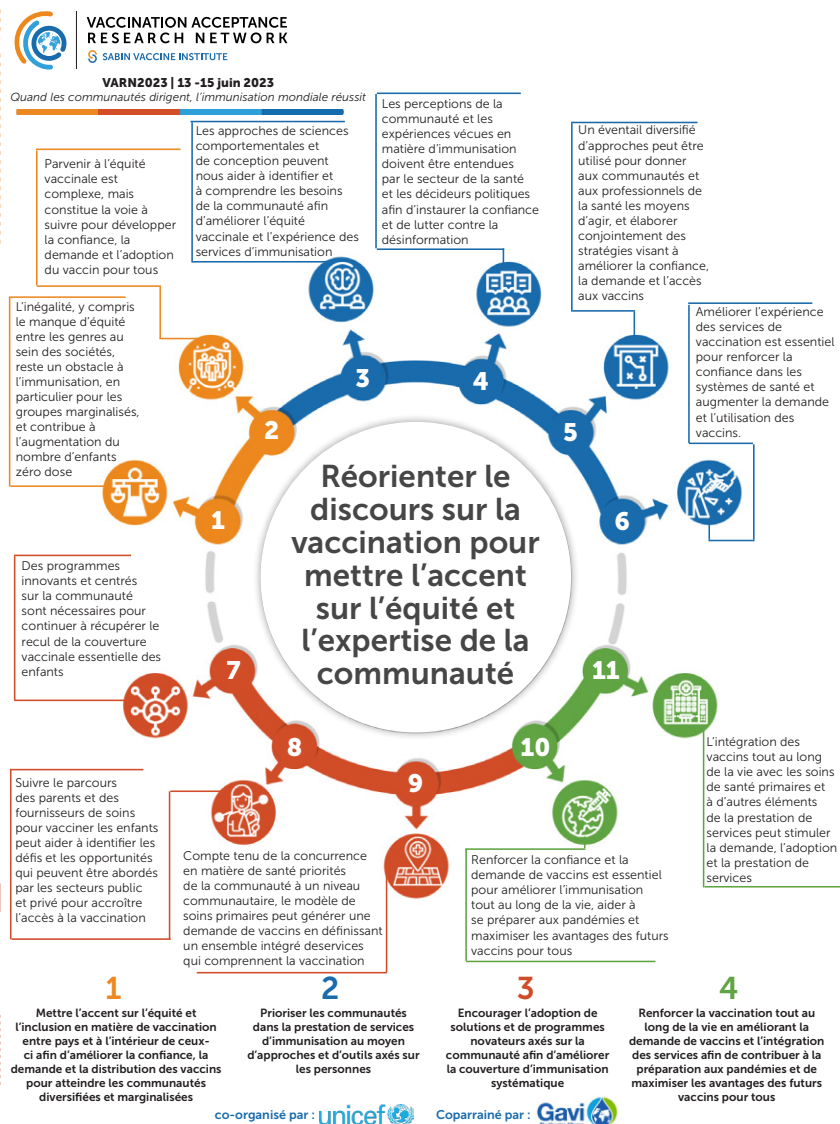 VACCINATION ACCEPTANCE
RESEARCH NETWORK
SABIN VACCINE INSTITUTE
VARN2023 | 13 -15 juin 2023
Quand les communautés dirigent, l'immunisation mondiale réussit
Parvenir à l'équité
vaccinale est
complexe, mais
constitue la voie à
suivre pour développer
la confiance, la
demande et l'adoption
du vaccin pour tous
Les approches de sciences
comportementales et
de conception peuvent
nous aider à identifier et
à comprendre les besoins
de la communauté afin
d'améliorer l'équité
vaccinale et l'expérience des
services d'immunisation
Les perceptions de la
communauté et les
expériences vécues en
matière d'immunisation
doivent être entendues
par le secteur de la santé
et les décideurs politiques
afin d'instaurer la confiance
et de lutter contre la
désinformation
Un éventail diversifié
d'approches peut être
utilisé pour donner
aux communautés et
aux professionnels de
la santé les moyens
d'agir, et élaborer
conjointement des
stratégies visant à
améliorer la confiance,
la demande et l'accès
aux vaccins
L'inégalité, y compris
le manque d'équité
entre les genres au
sein des sociétés,
reste un obstacle à
l'immunisation, en
particulier pour les
groupes marginalisés,
et contribue à
l'augmentation du
nombre d'enfants
zéro dose
Améliorer l'expérience
des services de
vaccination est essentiel
pour renforcer la
confiance dans les
systèmes de santé et
augmenter la demande
et l'utilisation des
vaccins.
1
2
3
4
5
6
Réorienter le
discours sur la
vaccination pour
mettre l'accent
sur l'équité et
l'expertise de la
communauté
Des programmes
innovants et centrés
sur la communauté
sont nécessaires pour
continuer à récupérer le
recul de la couverture
vaccinale essentielle des
enfants
7
8
9
10
11
Suivre le parcours
des parents et des
fournisseurs de soins
pour vacciner les enfants
peut aider à identifier les
défis et les opportunités
qui peuvent être abordés
par les secteurs public
et privé pour accroître
l'accès à la vaccination
Compte tenu de la concurrence
en matière de santé priorités
de la communauté à un niveau
communautaire, le modèle de
soins primaires peut générer une
demande de vaccins en définissant
un ensemble intégré deservices
qui comprennent la vaccination
Renforcer la confiance et la
demande de vaccins est essentiel
pour améliorer l'immunisation
tout au long de la vie, aider à
se préparer aux pandémies et
maximiser les avantages des futurs
vaccins pour tous
L'intégration des
vaccins tout au long
de la vie avec les soins
de santé primaires et
à d'autres éléments
de la prestation de
services peut stimuler
la demande, l'adoption
et la prestation de
services
1
Mettre l'accent sur l'équité et
l'inclusion en matière de vaccination
entre pays et à l'intérieur de ceux-
ci afin d'améliorer la confiance, la
demande et la distribution des vaccins
pour atteindre les communautés
diversifiées et marginalisées
2
Prioriser les communautés
dans la prestation de services
d'immunisation au moyen
d'approches et d'outils axés sur
les personnes
3
Encourager l'adoption de
solutions et de programmes
novateurs axés sur la
communauté afin d'améliorer
la couverture d'immunisation
systématique
4
Renforcer la vaccination tout au
long de la vie en améliorant la
demande de vaccins et l'intégration
des services afin de contribuer à la
préparation aux pandémies et de
maximiser les avantages des futurs
vaccins pour tous
co-organisé par : unicef
Coparrainé par : Gavi